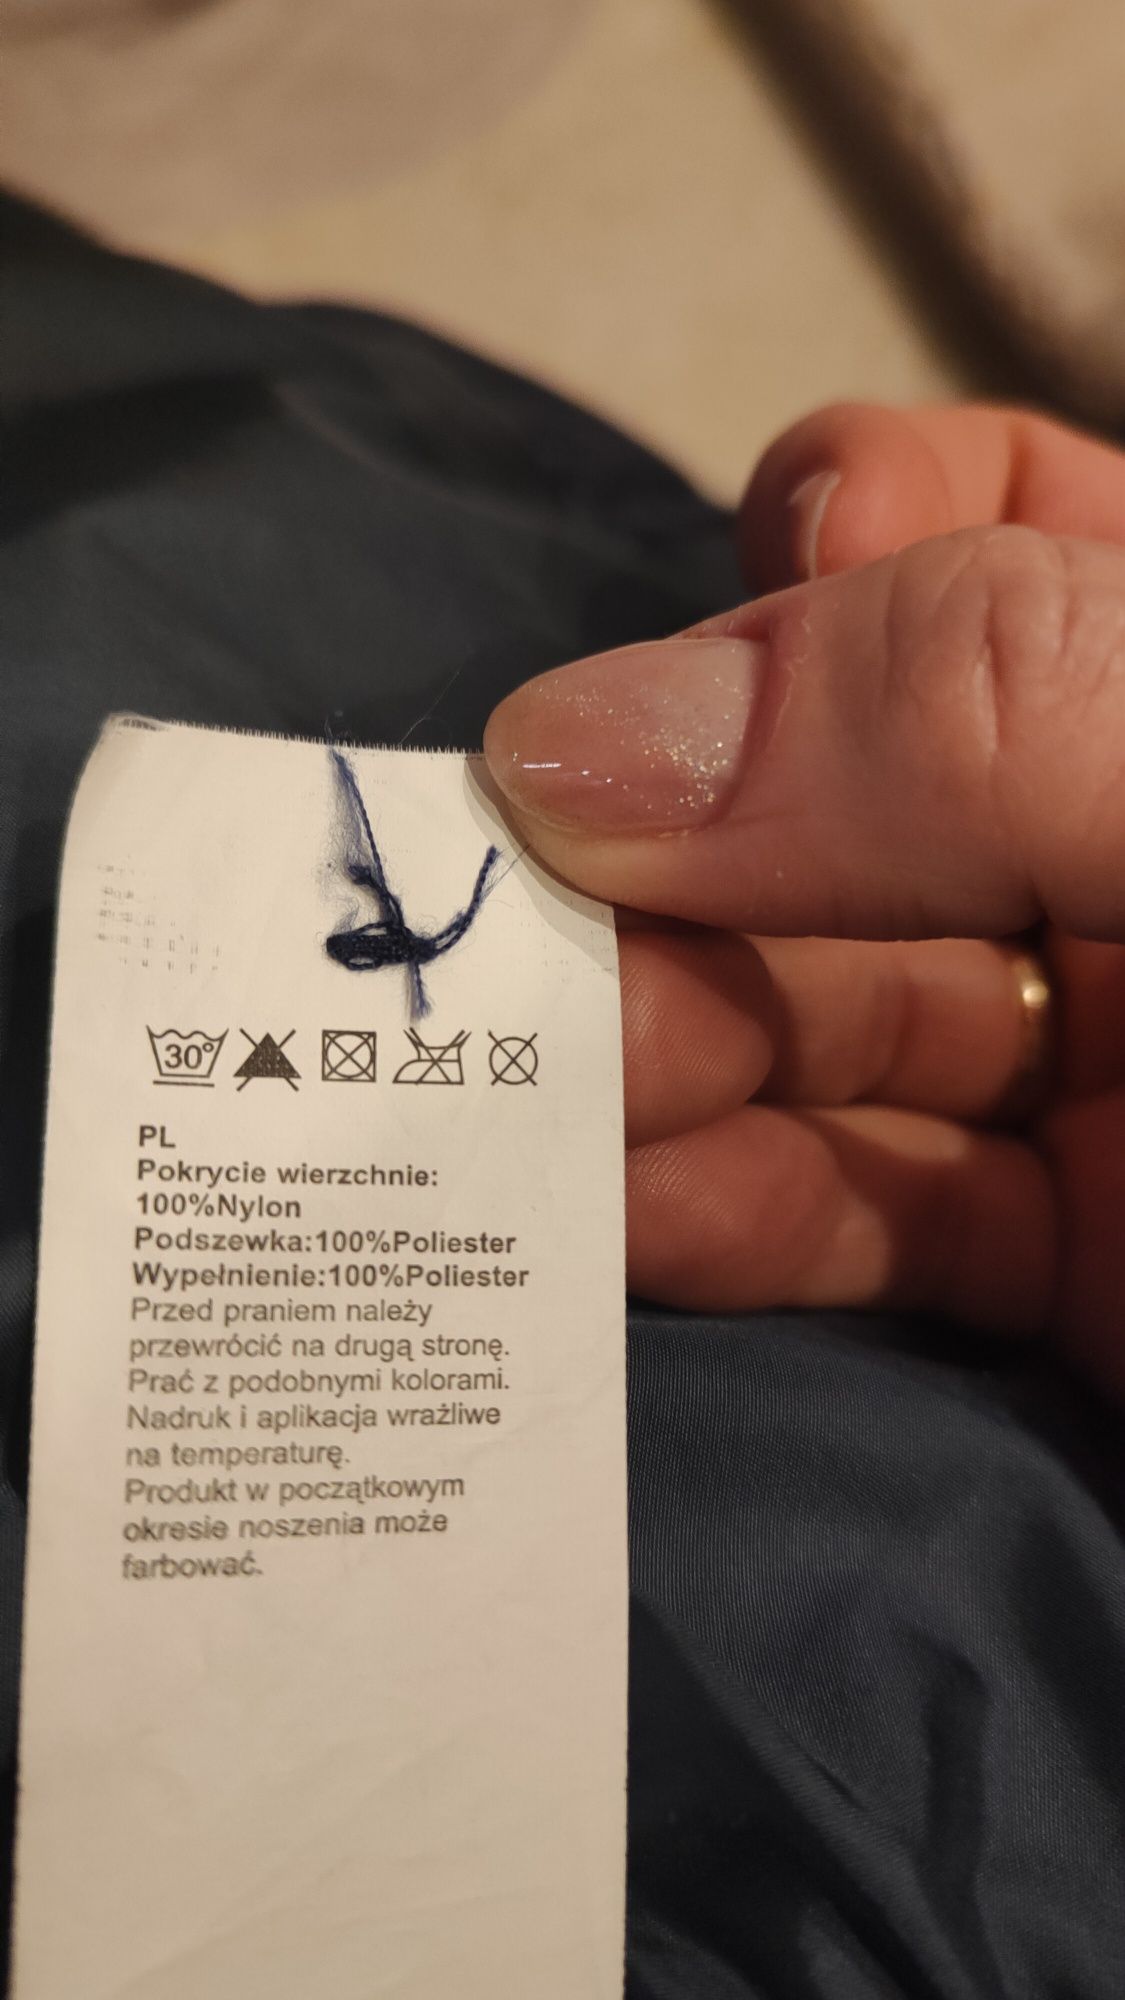 30°
PL
Pokrycie wierzchnie:
100%Nylon
Podszewka:100%Poliester
Wypełnienie:100%Poliester
Przed praniem należy
przewrócić na drugą stronę.
Prać z podobnymi kolorami.
Nadruk i aplikacja wrażliwe
na temperaturę.
Produkt w początkowym
okresie noszenia może
farbować.